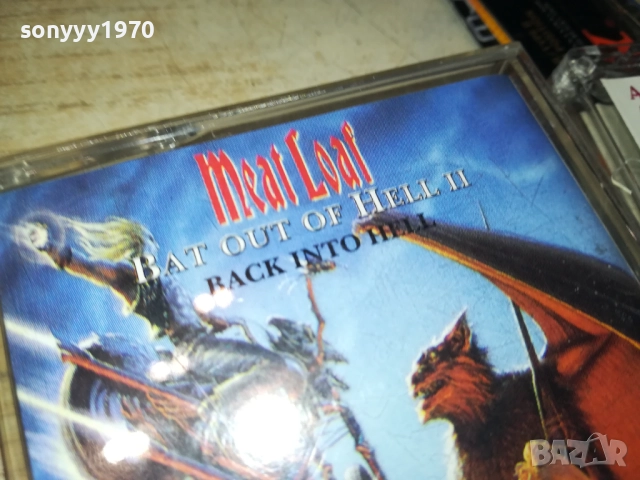 sonyyy1970
Meat Loaf
BAT OUT OF HELL II
BACK INTO HELL
BAZAR